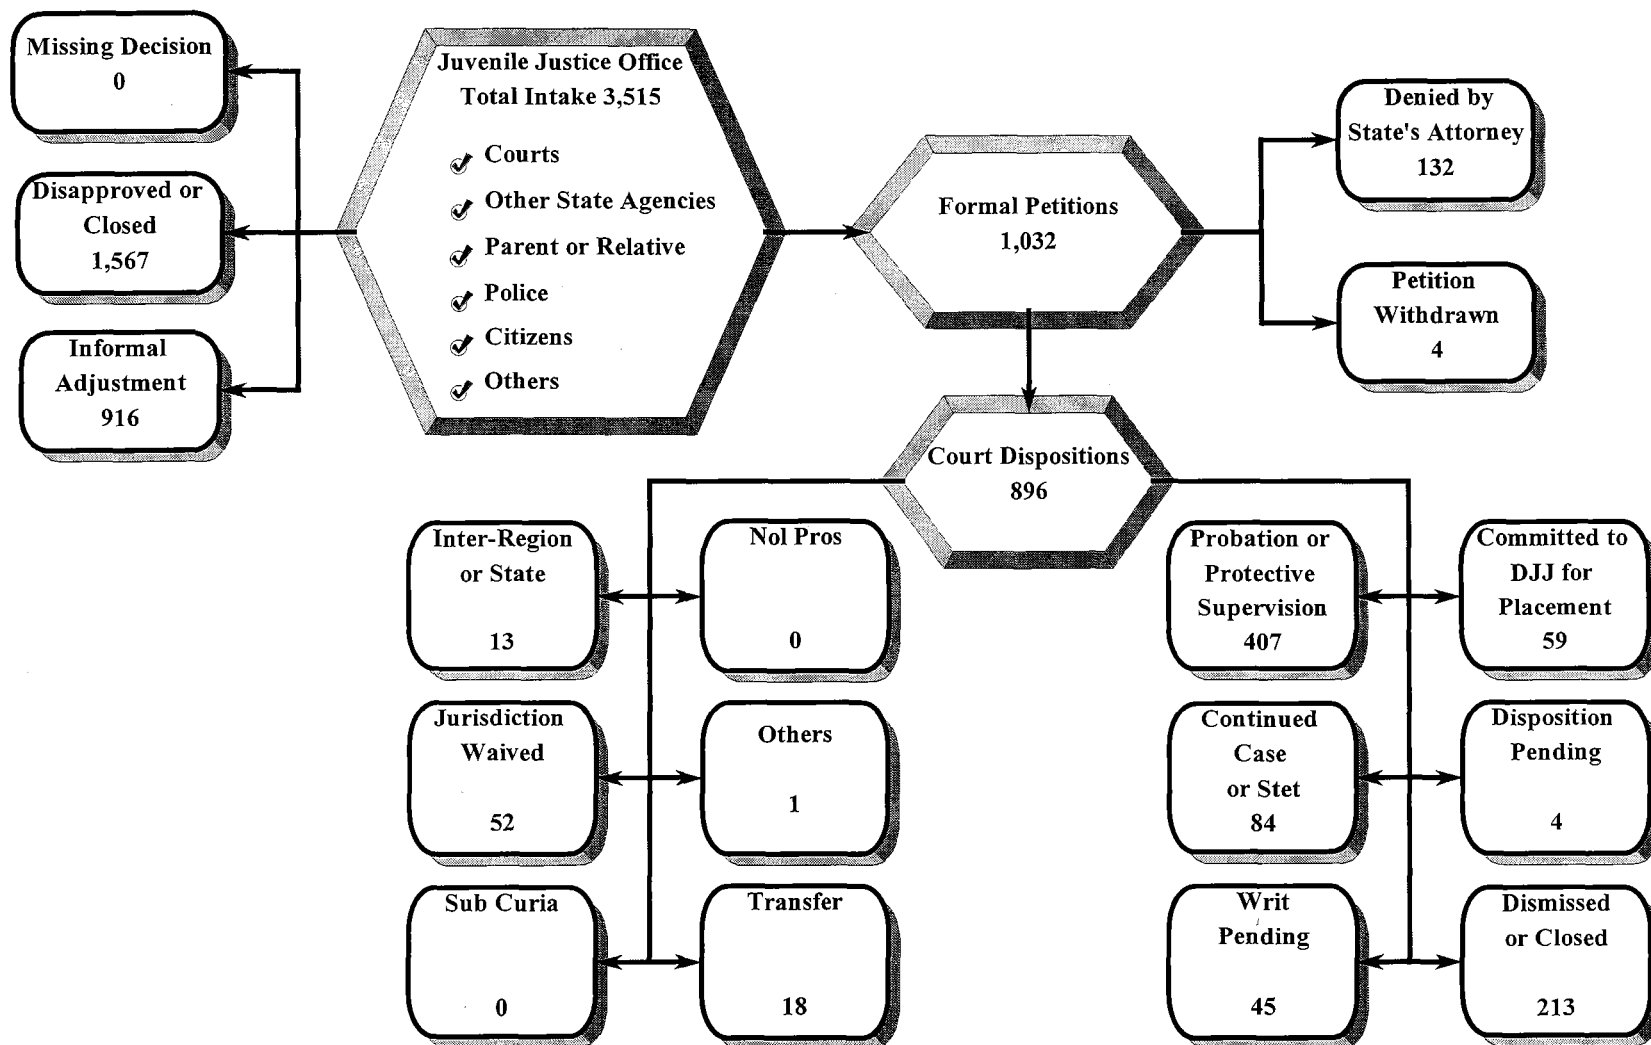 Missing Decision
0
Disapproved or
Closed
1,567
Informal
Adjustment
916
Juvenile Justice Office
Total Intake 3,515
Courts
Other State Agencies
Parent or Relative
Police
Citizens
Others
Formal Petitions
1,032
Denied by
State's Attorney
132
Petition
Withdrawn
4
Court Dispositions
896
Inter-Region
or State
13
Nol Pros
0
Probation or
Protective
Supervision
407
Committed to
DJJ for
Placement
59
Jurisdiction
Waived
52
Others
1
Continued
Case
or Stet
84
Disposition
Pending
4
Sub Curia
0
Transfer
18
Writ
Pending
45
Dismissed
or Closed
213